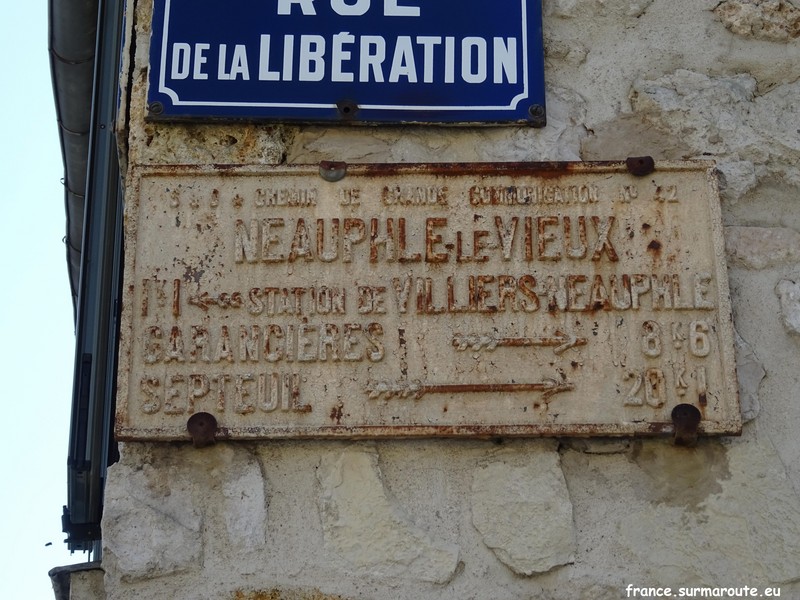 RUE
DE LA LIBÉRATION
S & O CHEMIN DE GRANDE COMMUNICATION No 42
NEAUPHLE-LE-VIEUX
1K1 STATION DE VILLIERS-NEAUPHLE
GARANCIÈRES 8K6
SEPTEUIL 20K1
france.surmaroute.eu